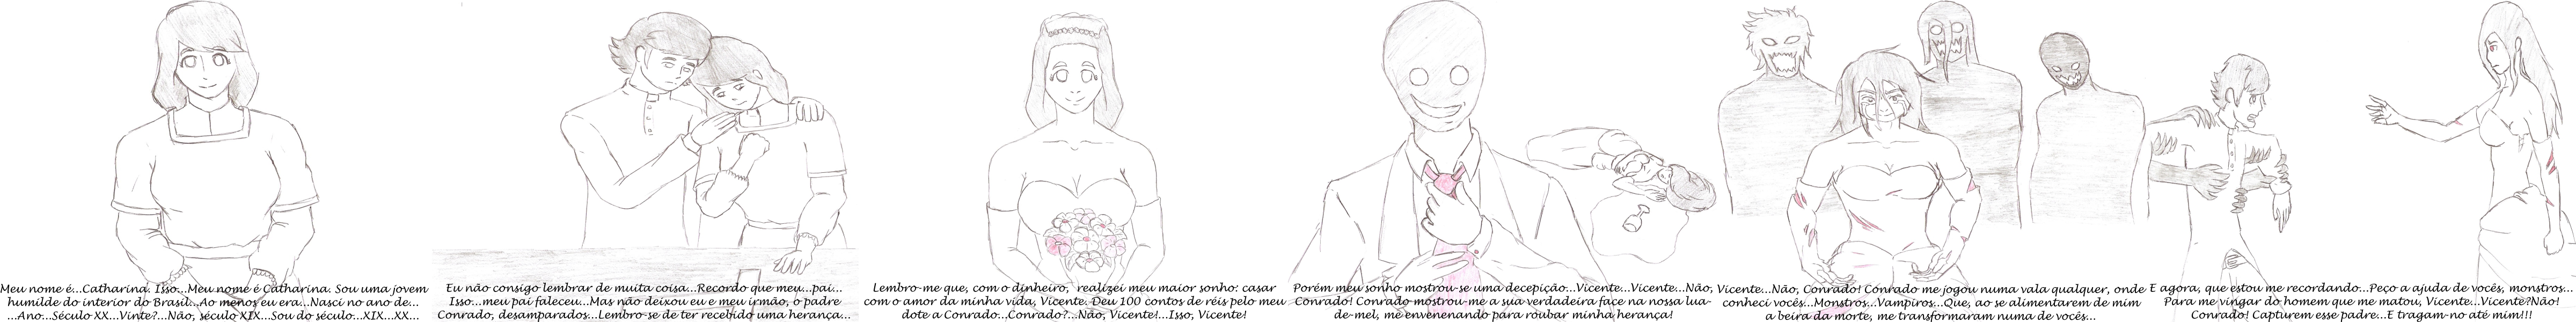 Meu nome é...Catharina. Isso...Meu nome é Catharina. Sou uma jovem
humilde do interior do Brasil...Ao menos eu era...Nasci no ano de...
...Ano...Século XX...Vinte?...Não, século XIX...Sou do século...XIX...XX...
Eu não consigo lembrar de muita coisa...Recordo que meu...pai...
Isso...meu pai faleceu...Mas não deixou eu e meu irmão, o padre
Conrado, desamparados...Lembro-se de ter recebido uma herança...
Lembro-me que, com o dinheiro, realizei meu maior sonho: casar
com o amor da minha vida, Vicente. Deu 100 contos de réis pelo meu
dote a Conrado...Conrado?...Não, Vicente!...Isso, Vicente!
Porém meu sonho mostrou-se uma decepição...Vicente...Vicente...Não,
Conrado! Conrado mostrou-me a sua verdadeira face na nossa lua-
de-mel, me envenenando para roubar minha herança!
Vicente...Não, Conrado! Conrado me jogou numa vala qualquer, onde
conheci vocês...Monstros...Vampiros...Que, ao se alimentarem de mim
a beira da morte, me transformaram numa de vocês...
E agora, que estou me recordando...Peço a ajuda de vocês, monstros...
Para me vingar do homem que me matou, Vicente...Vicente?Não!
Conrado! Capturem esse padre...E tragam-no até mim!!!